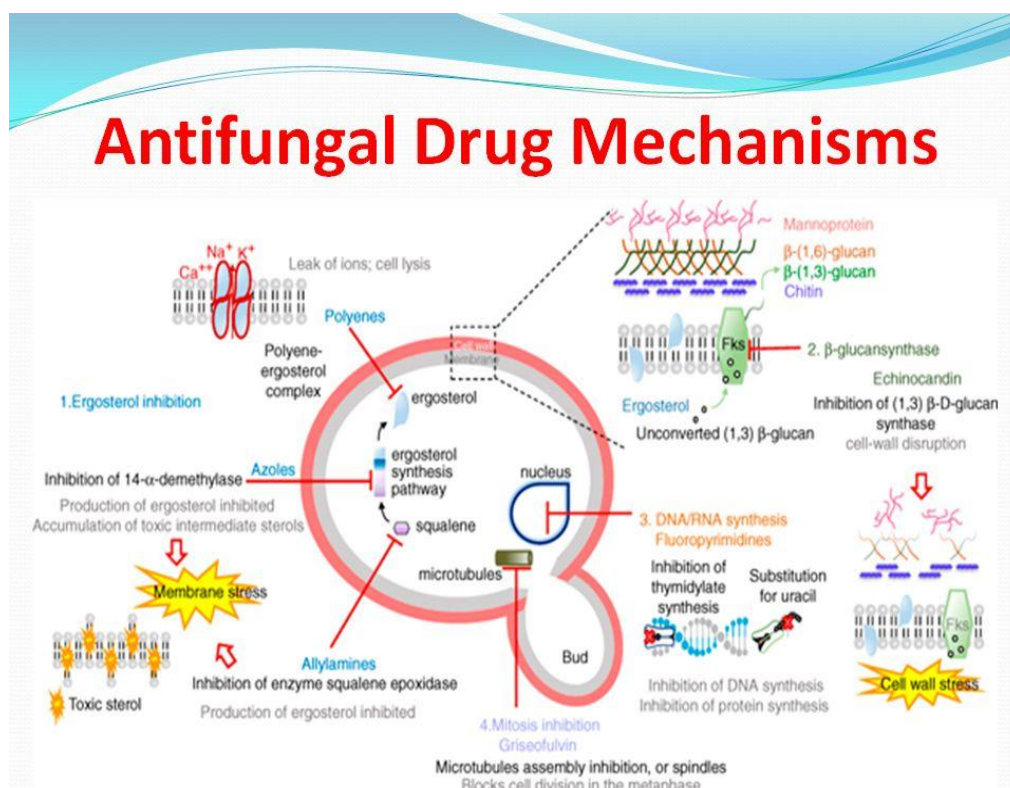 Antifungal Drug Mechanisms
Na⁺ K⁺
Ca⁺⁺
Leak of ions; cell lysis
Polyenes
Polyene-
ergosterol
complex
1.Ergosterol inhibition
ergosterol
Cell wall
Membrane
Mannoprotein
β-(1,6)-glucan
β-(1,3)-glucan
Chitin
Fks
2. β-glucansynthase
Echinocandin
Ergosterol
Unconverted (1,3) β-glucan
Inhibition of (1,3) β-D-glucan
synthase
cell-wall disruption
Azoles
Inhibition of 14-α-demethylase
Production of ergosterol inhibited
Accumulation of toxic intermediate sterols
ergosterol
synthesis
pathway
squalene
nucleus
microtubules
Membrane stress
Toxic sterol
Allylamines
Inhibition of enzyme squalene epoxidase
Production of ergosterol inhibited
Bud
3. DNA/RNA synthesis
Fluoropyrimidines
Inhibition of
thymidylate
synthesis
Substitution
for uracil
Inhibition of DNA synthesis
Inhibition of protein synthesis
Fks
Cell wall stress
4.Mitosis inhibition
Griseofulvin
Microtubules assembly inhibition, or spindles
Blocks cell division in the metaphase